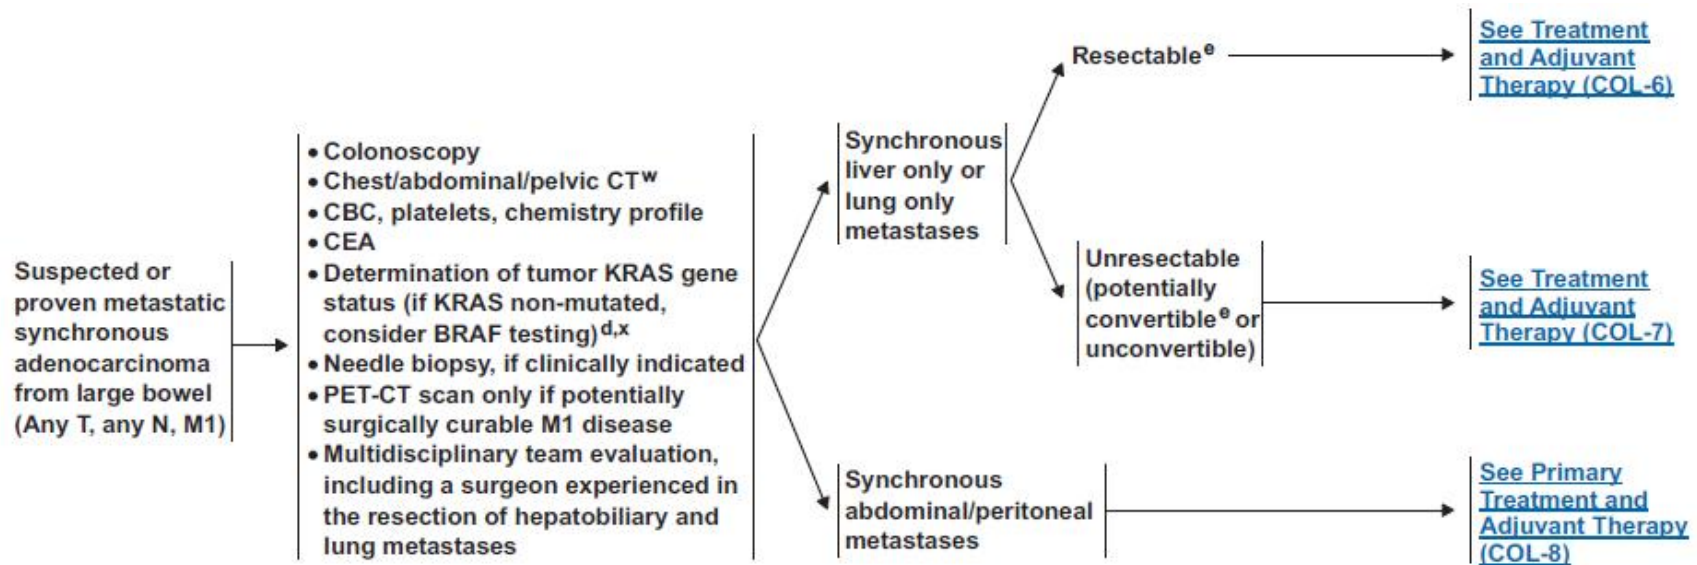 Suspected or
proven metastatic
synchronous
adenocarcinoma
from large bowel
(Any T, any N, M1)
• Colonoscopy
• Chest/abdominal/pelvic CTʷ
• CBC, platelets, chemistry profile
• CEA
• Determination of tumor KRAS gene
status (if KRAS non-mutated,
consider BRAF testing)ᵈ,ˣ
• Needle biopsy, if clinically indicated
• PET-CT scan only if potentially
surgically curable M1 disease
• Multidisciplinary team evaluation,
including a surgeon experienced in
the resection of hepatobiliary and
lung metastases
Synchronous
liver only or
lung only
metastases
Resectableᵉ
See Treatment
and Adjuvant
Therapy (COL-6)
Unresectable
(potentially
convertibleᵉ or
unconvertible)
See Treatment
and Adjuvant
Therapy (COL-7)
Synchronous
abdominal/peritoneal
metastases
See Primary
Treatment and
Adjuvant Therapy
(COL-8)